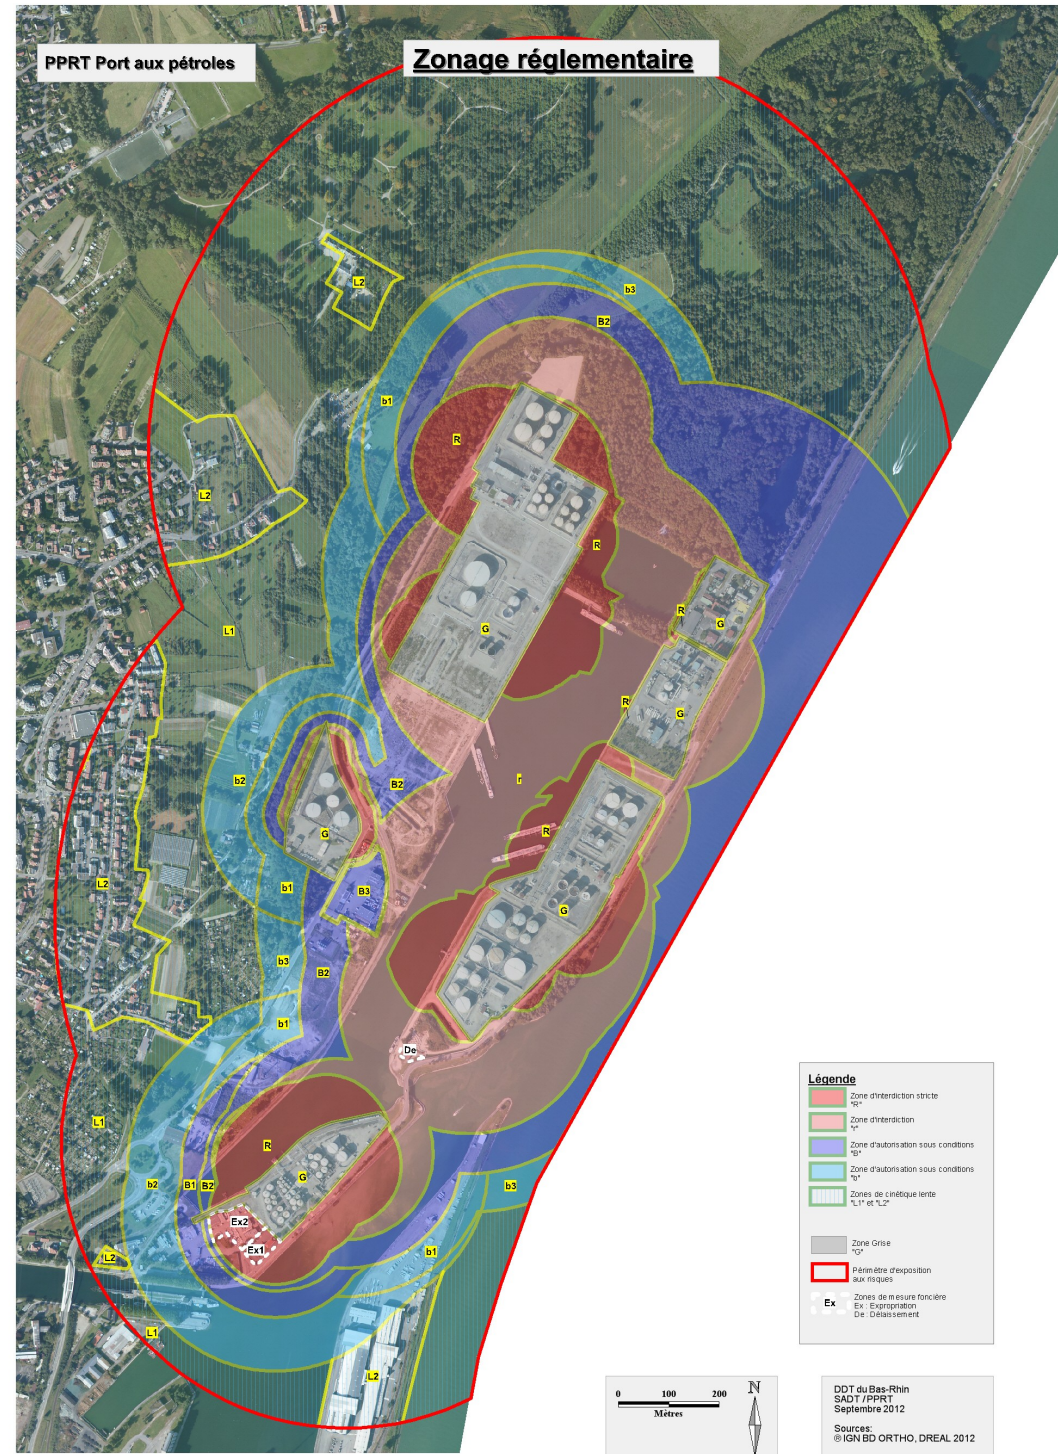 PPRT Port aux pétroles
Zonage réglementaire
L2
b3
B2
b1
R
L2
R
R
G
G
L1
R
G
r
b2
B2
R
G
b1
B3
L2
G
b3
B2
b1
De
L1
R
G
b2
B1
B2
b3
Ex2
Ex1
b1
L2
L1
L2
Légende
Zone d'interdiction stricte
"R"
Zone d'interdiction
"r"
Zone d'autorisation sous conditions
"B"
Zone d'autorisation sous conditions
"b"
Zones de cinétique lente
"L1" et "L2"
Zone Grise
"G"
Périmètre d'exposition
aux risques
Ex
Zones de mesure foncière
Ex : Expropriation
De : Délaissement
0 100 200
Mètres
N
DDT du Bas-Rhin
SADT / PPRT
Septembre 2012
Sources:
® IGN BD ORTHO, DREAL 2012